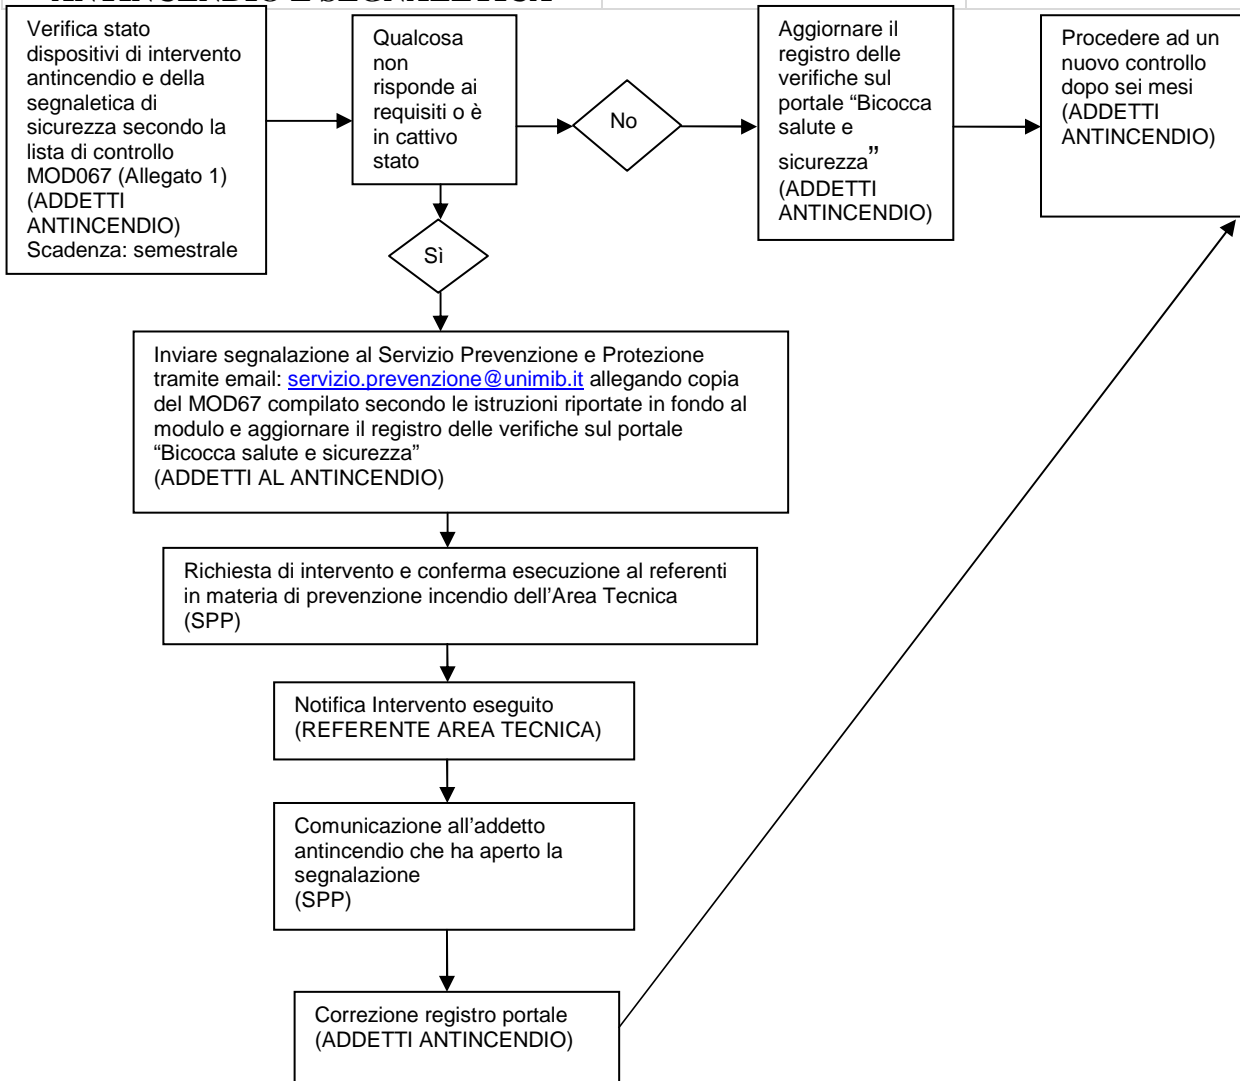 ANTINCENDIO E SEGNALETICA
Verifica stato
dispositivi di intervento
antincendio e della
segnaletica di
sicurezza secondo la
lista di controllo
MOD067 (Allegato 1)
(ADDETTI
ANTINCENDIO)
Scadenza: semestrale
Qualcosa
non
risponde ai
requisiti o è
in cattivo
stato
No
Aggiornare il
registro delle
verifiche sul
portale “Bicocca
salute e
sicurezza”
(ADDETTI
ANTINCENDIO)
Procedere ad un
nuovo controllo
dopo sei mesi
(ADDETTI
ANTINCENDIO)
Sì
Inviare segnalazione al Servizio Prevenzione e Protezione
tramite email: servizio.prevenzione@unimib.it allegando copia
del MOD67 compilato secondo le istruzioni riportate in fondo al
modulo e aggiornare il registro delle verifiche sul portale
“Bicocca salute e sicurezza”
(ADDETTI AL ANTINCENDIO)
Richiesta di intervento e conferma esecuzione al referenti
in materia di prevenzione incendio dell’Area Tecnica
(SPP)
Notifica Intervento eseguito
(REFERENTE AREA TECNICA)
Comunicazione all’addetto
antincendio che ha aperto la
segnalazione
(SPP)
Correzione registro portale
(ADDETTI ANTINCENDIO)